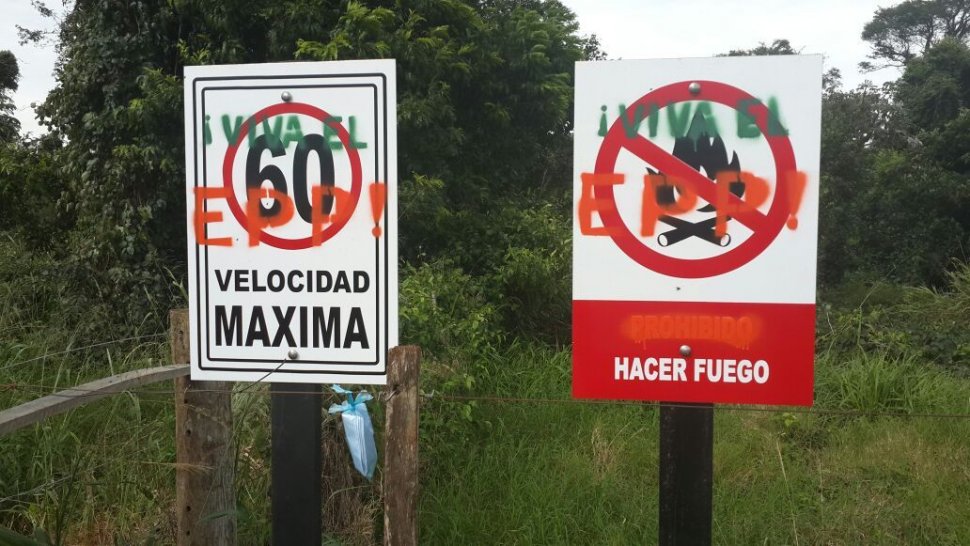 ¡VIVA EL
60
EPP!
VELOCIDAD
MAXIMA
¡VIVA EL
EPP!
PROHIBIDO
HACER FUEGO